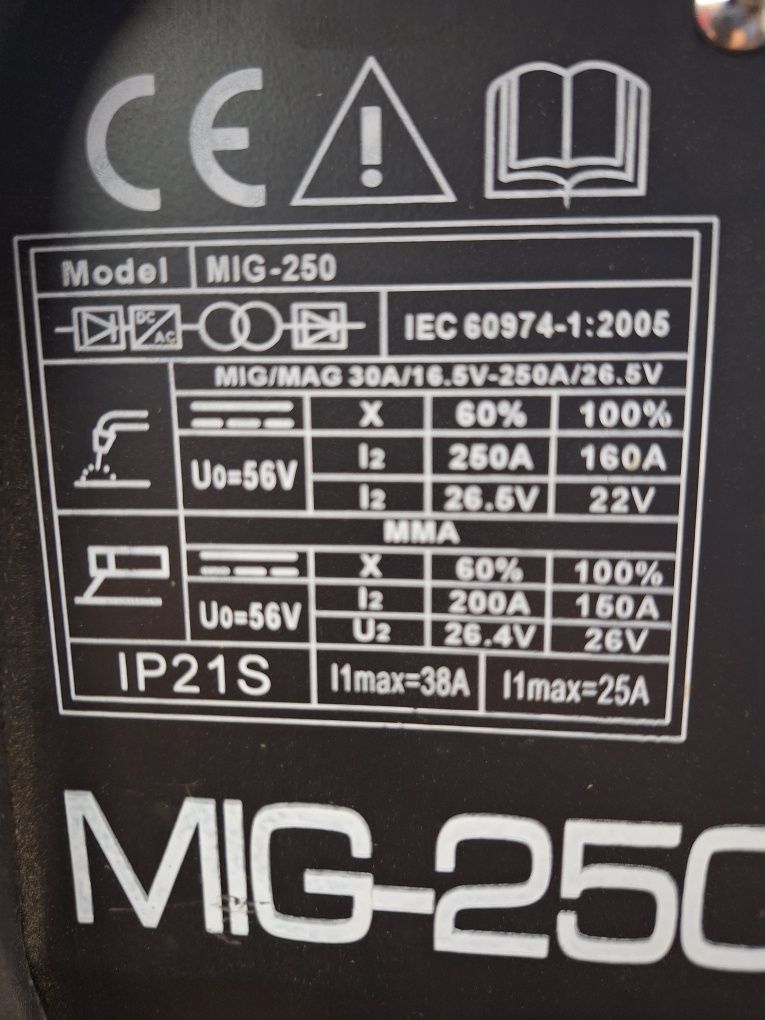 CE
Model MIG-250
DC AC IEC 60974-1:2005
MIG/MAG 30A/16.5V-250A/26.5V
X 60% 100%
U0=56V I2 250A 160A
I2 26.5V 22V
MMA
X 60% 100%
U0=56V I2 200A 150A
U2 26.4V 26V
IP21S I1max=38A I1max=25A
MIG-250